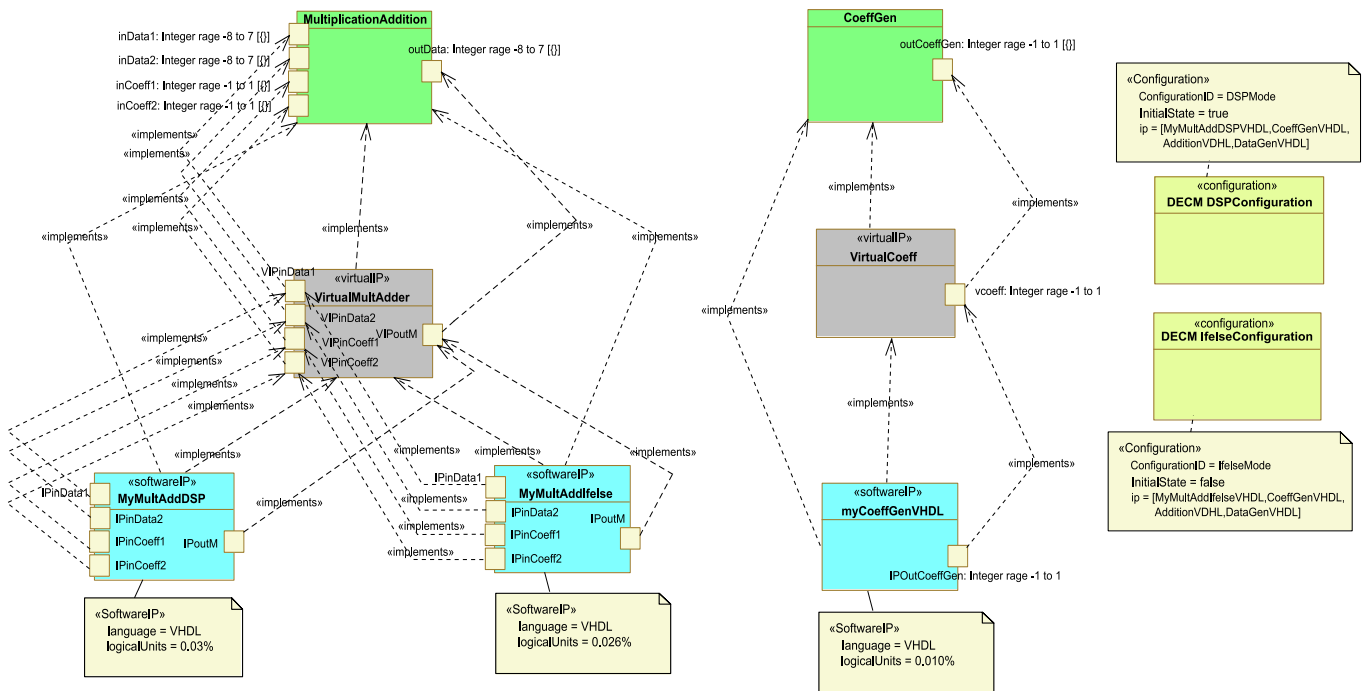 MultiplicationAddition
inData1: Integer rage -8 to 7 [{}]
inData2: Integer rage -8 to 7 [{}]
inCoeff1: Integer rage -1 to 1 [{}]
inCoeff2: Integer rage -1 to 1 [{}]
outData: Integer rage -8 to 7 [{}]
«implements»
«implements»
«implements»
«implements»
«implements»
«implements»
«implements»
«implements»
«virtualIP»
VirtualMultAdder
VIPinData1
VIPinData2
VIPinCoeff1
VIPinCoeff2
VIPoutM
«implements»
«implements»
«implements»
«implements»
«implements»
«implements»
«implements»
«softwareIP»
MyMultAddDSP
IPinData1
IPinData2
IPinCoeff1
IPinCoeff2
IPoutM
«implements»
«implements»
«implements»
«implements»
«implements»
«implements»
«softwareIP»
MyMultAddIfelse
IPinData1
IPinData2
IPinCoeff1
IPinCoeff2
IPoutM
«SoftwareIP»
language = VHDL
logicalUnits = 0.03%
«SoftwareIP»
language = VHDL
logicalUnits = 0.026%
CoeffGen
outCoeffGen: Integer rage -1 to 1 [{}]
«implements»
«implements»
«virtualIP»
VirtualCoeff
vcoeff: Integer rage -1 to 1
«implements»
«implements»
«implements»
«softwareIP»
myCoeffGenVHDL
IPOutCoeffGen: Integer rage -1 to 1
«SoftwareIP»
language = VHDL
logicalUnits = 0.010%
«Configuration»
ConfigurationID = DSPMode
InitialState = true
ip = [MyMultAddDSPVHDL,CoeffGenVHDL,
AdditionVDHL,DataGenVHDL]
«configuration»
DECM DSPConfiguration
«configuration»
DECM IfelseConfiguration
«Configuration»
ConfigurationID = IfelseMode
InitialState = false
ip = [MyMultAddIfelseVHDL,CoeffGenVHDL,
AdditionVDHL,DataGenVHDL]